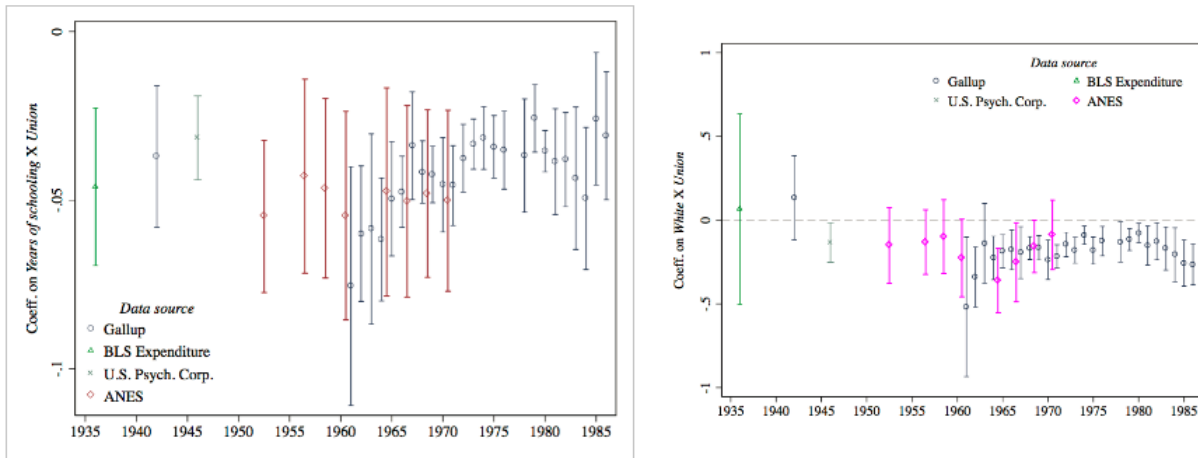 0
-.05
-.1
Coeff. on Years of schooling X Union
Data source
Gallup
BLS Expenditure
U.S. Psych. Corp.
ANES
1935 1940 1945 1950 1955 1960 1965 1970 1975 1980 1985
1
.5
0
-.5
-1
Coeff. on White X Union
Data source
Gallup
BLS Expenditure
U.S. Psych. Corp.
ANES
1935 1940 1945 1950 1955 1960 1965 1970 1975 1980 1985